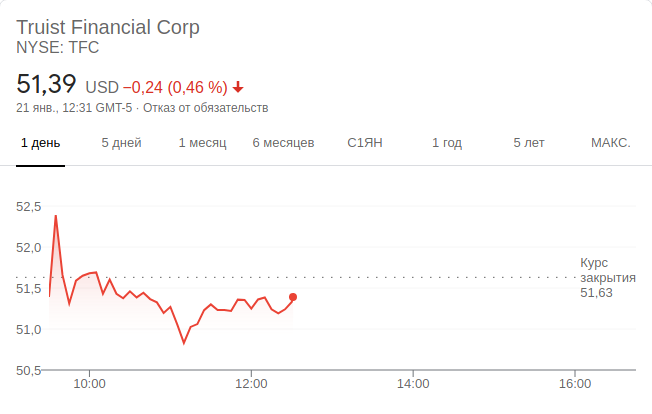 Truist Financial Corp
NYSE: TFC
51,39 USD −0,24 (0,46 %)
21 янв., 12:31 GMT-5 · Отказ от обязательств
1 день 5 дней 1 месяц 6 месяцев С1ЯН 1 год 5 лет МАКС.
52,5
52,0
51,5
51,0
50,5
Курс
закрытия
51,63
10:00 12:00 14:00 16:00